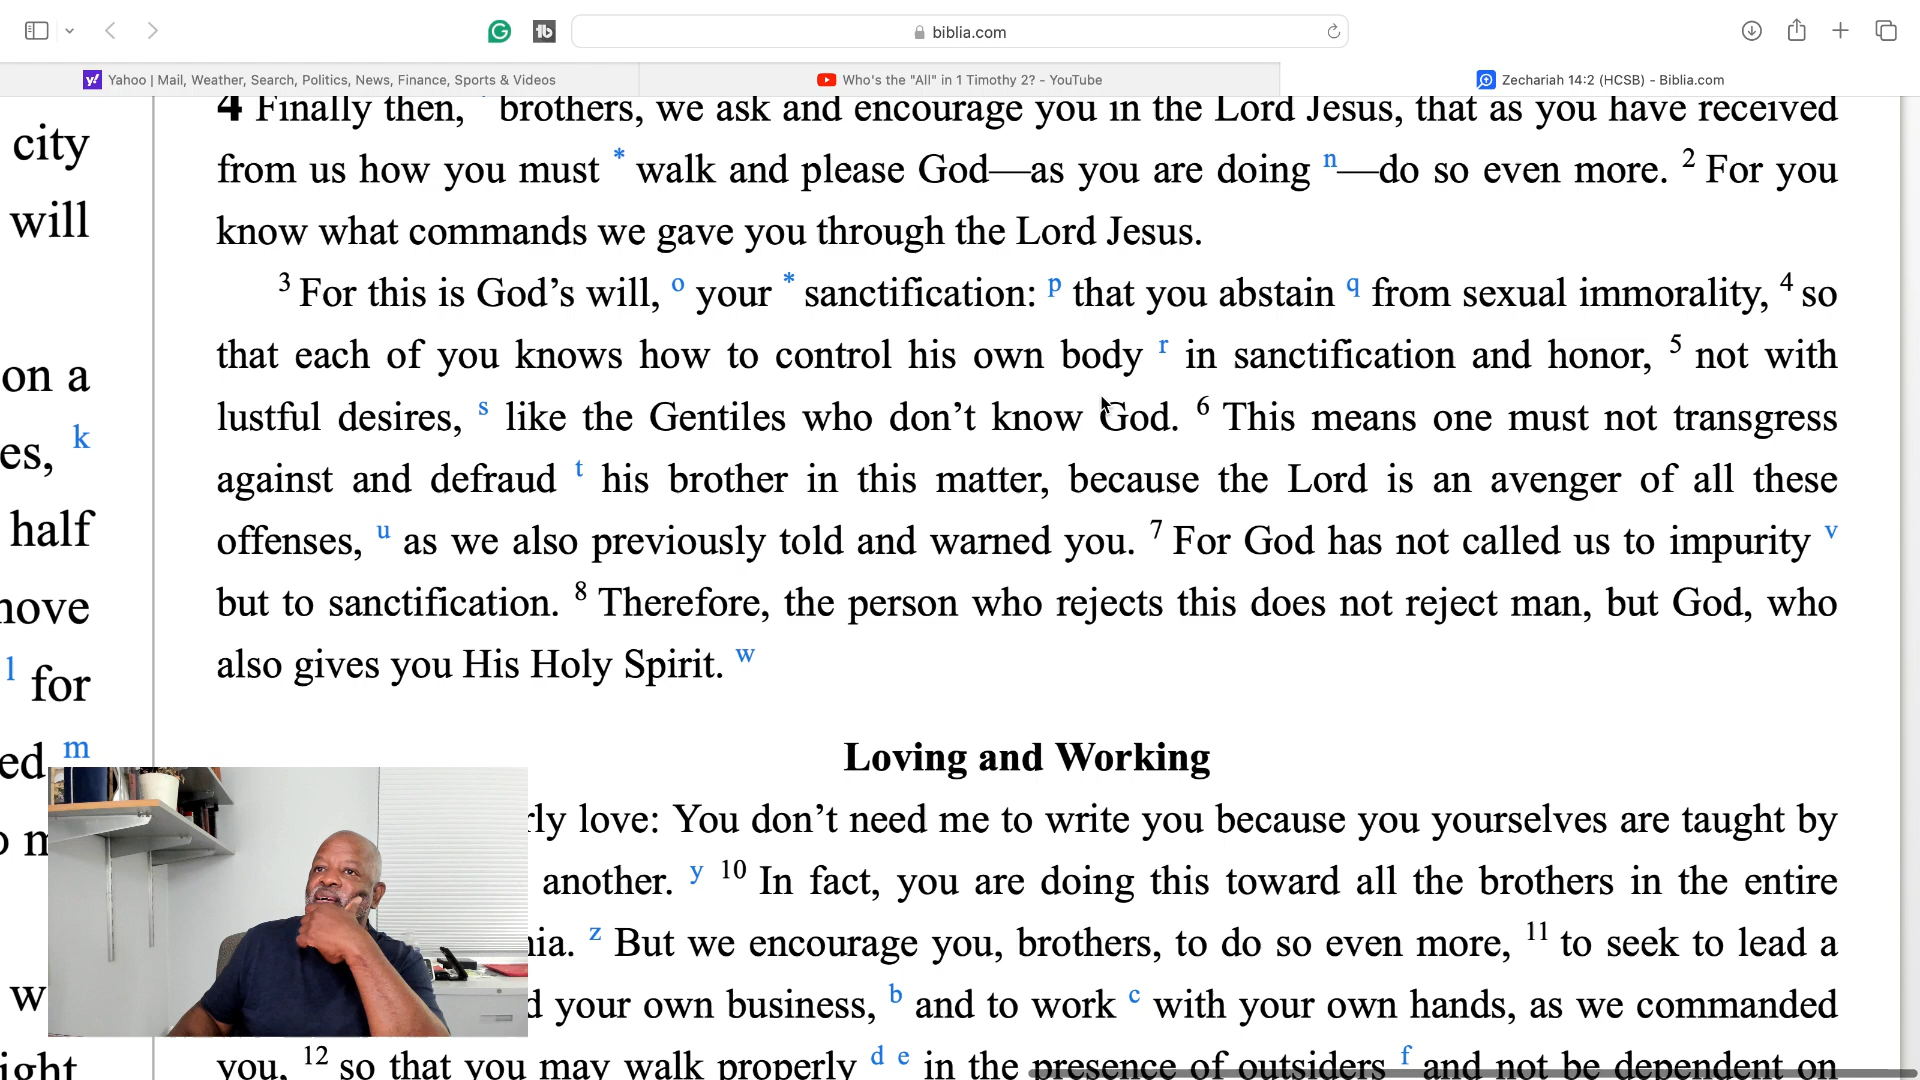 biblia.com
Yahoo | Mail, Weather, Search, Politics, News, Finance, Sports & Videos
Who's the "All" in 1 Timothy 2? - YouTube
Zechariah 14:2 (HCSB) - Biblia.com
city
will
on a
es, k
half
l for
m
4 Finally then, brothers, we ask and encourage you in the Lord Jesus, that as you have received
from us how you must * walk and please God—as you are doing n—do so even more. 2 For you
know what commands we gave you through the Lord Jesus.
3 For this is God’s will, o your * sanctification: p that you abstain q from sexual immorality, 4 so
that each of you knows how to control his own body r in sanctification and honor, 5 not with
lustful desires, s like the Gentiles who don’t know God. 6 This means one must not transgress
against and defraud t his brother in this matter, because the Lord is an avenger of all these
offenses, u as we also previously told and warned you. 7 For God has not called us to impurity v
but to sanctification. 8 Therefore, the person who rejects this does not reject man, but God, who
also gives you His Holy Spirit. w
Loving and Working
rly love: You don’t need me to write you because you yourselves are taught by
another. y 10 In fact, you are doing this toward all the brothers in the entire
nia. z But we encourage you, brothers, to do so even more, 11 to seek to lead a
d your own business, b and to work c with your own hands, as we commanded
you, 12 so that you may walk properly d e in the presence of outsiders f and not be dependent on